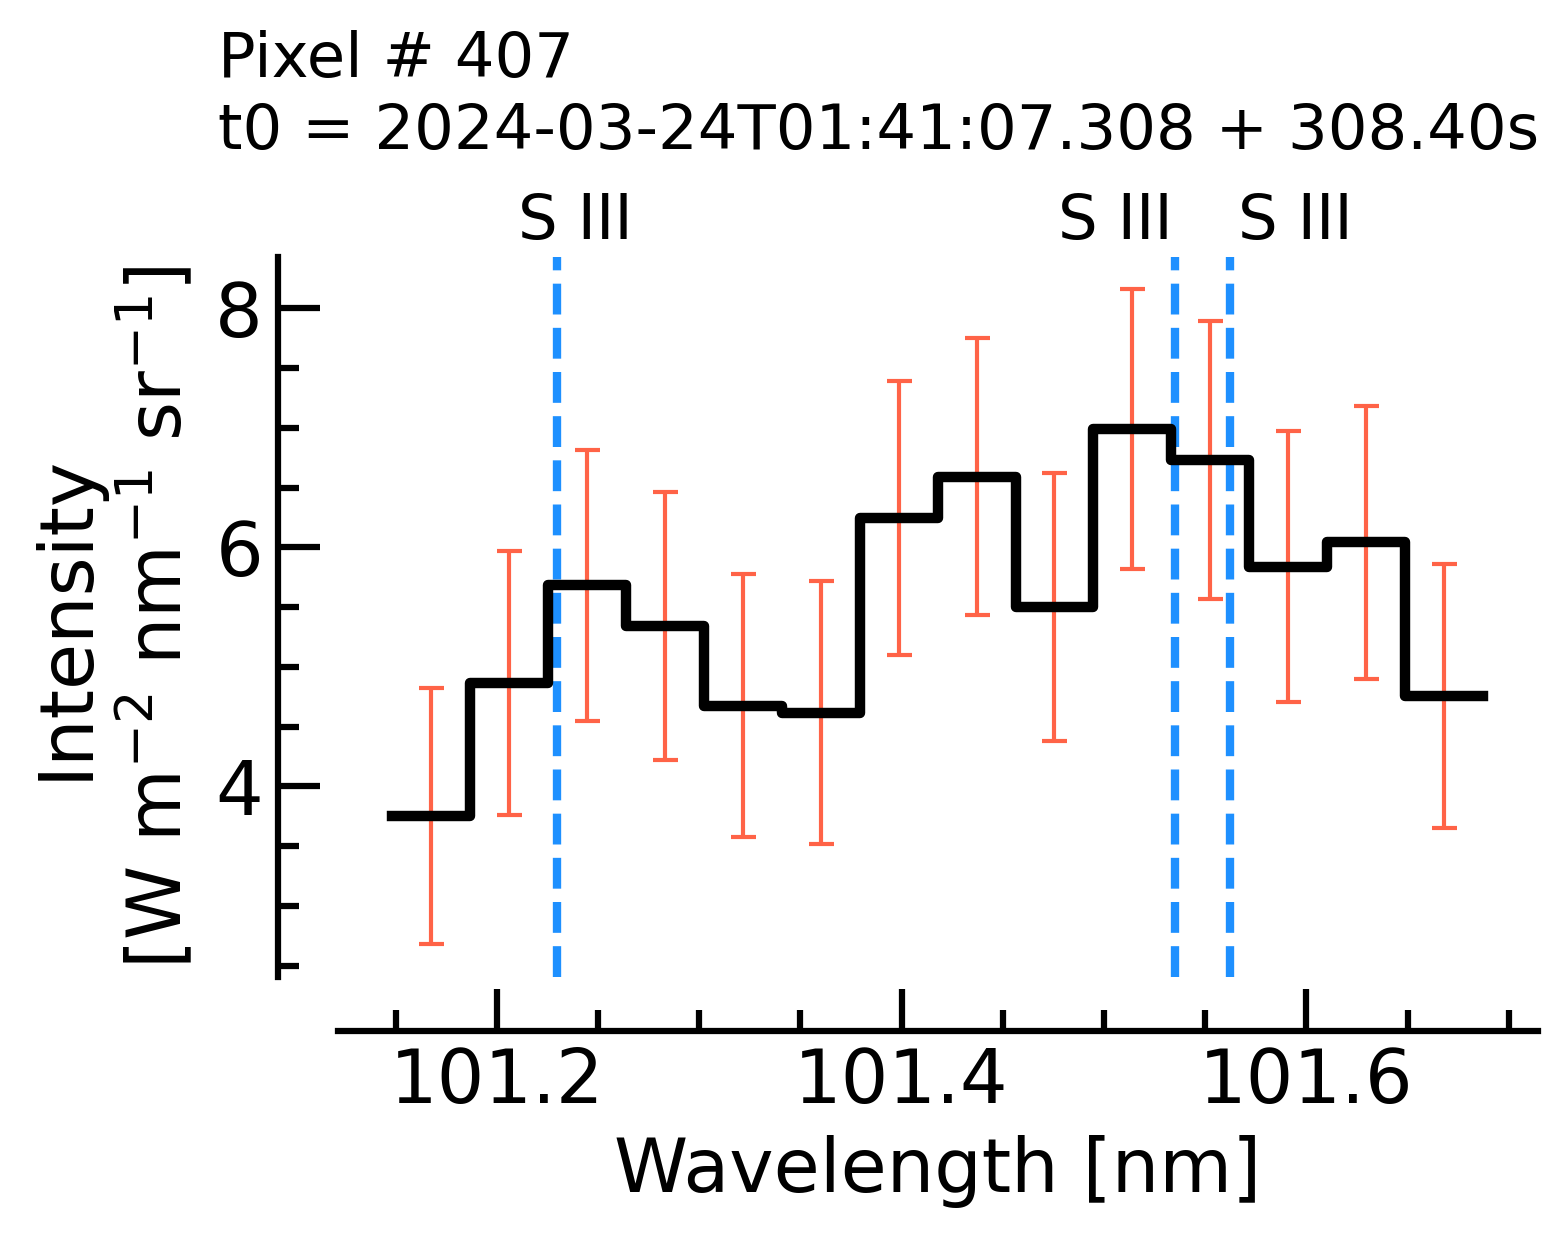 Pixel # 407
t0 = 2024-03-24T01:41:07.308 + 308.40s
S III S III S III
Intensity
[W m⁻² nm⁻¹ sr⁻¹]
8
6
4
101.2 101.4 101.6
Wavelength [nm]